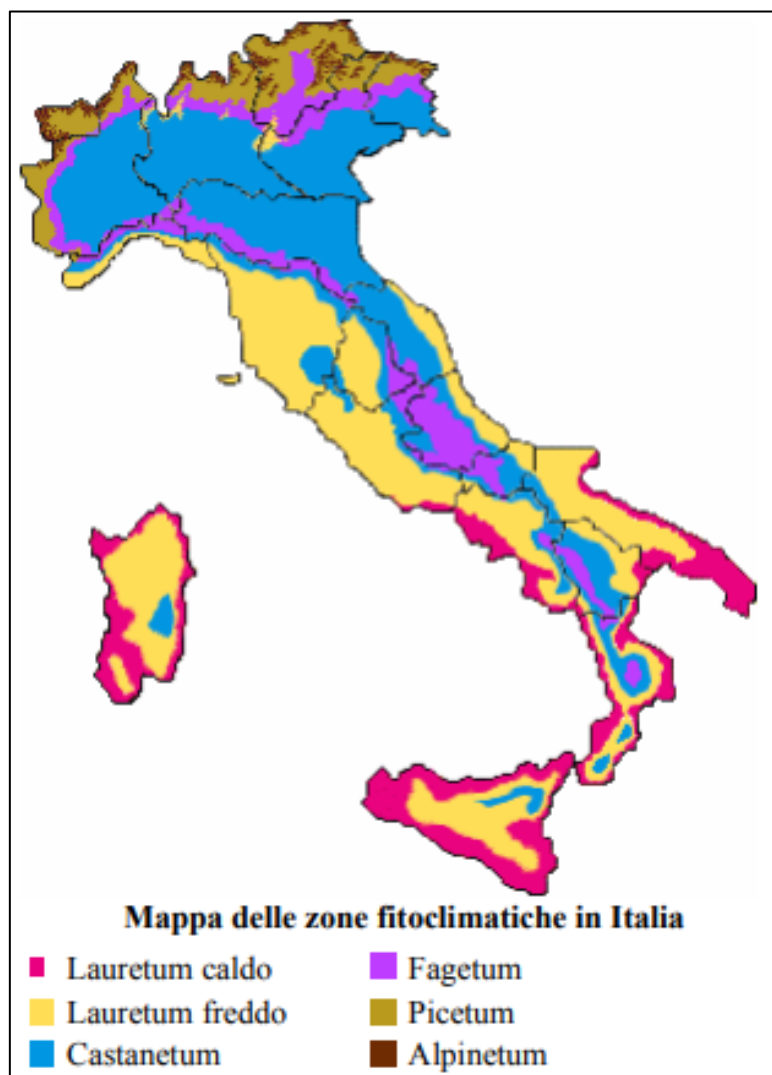 Mappa delle zone fitoclimatiche in Italia
Lauretum caldo
Fagetum
Lauretum freddo
Picetum
Castanetum
Alpinetum